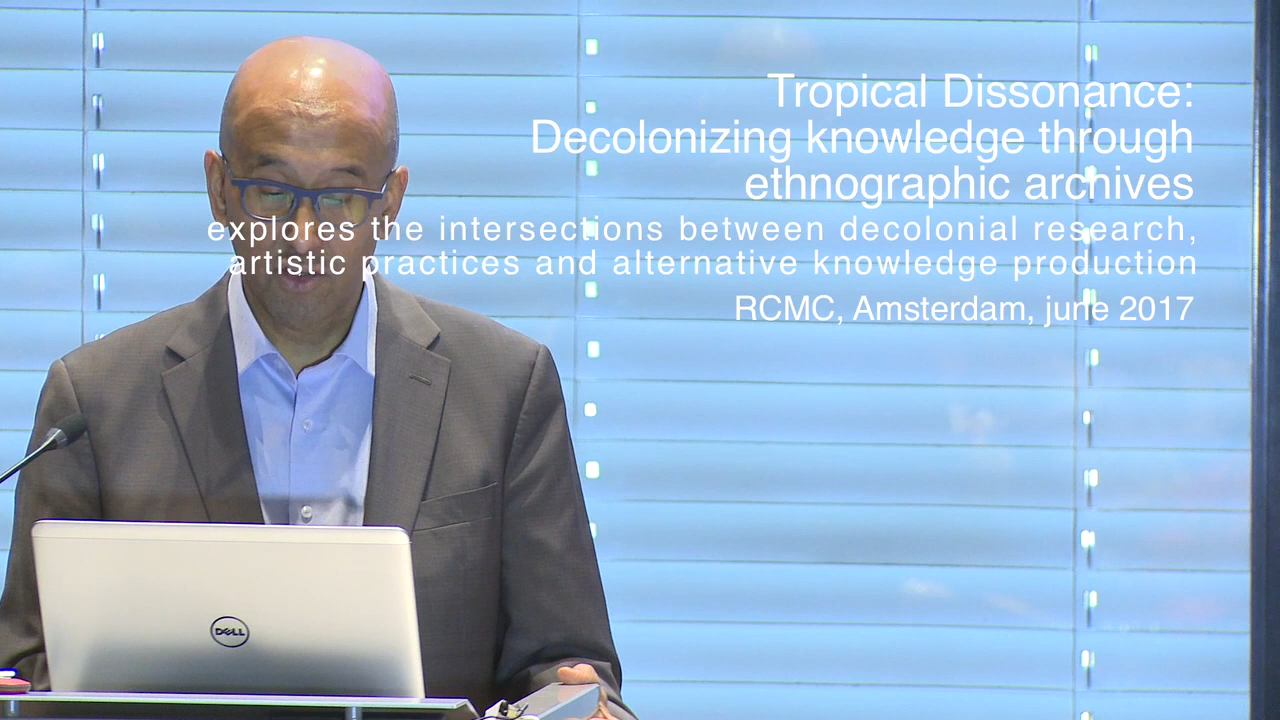 Tropical Dissonance:
Decolonizing knowledge through
ethnographic archives
explores the intersections between decolonial research,
artistic practices and alternative knowledge production
RCMC, Amsterdam, june 2017
DELL